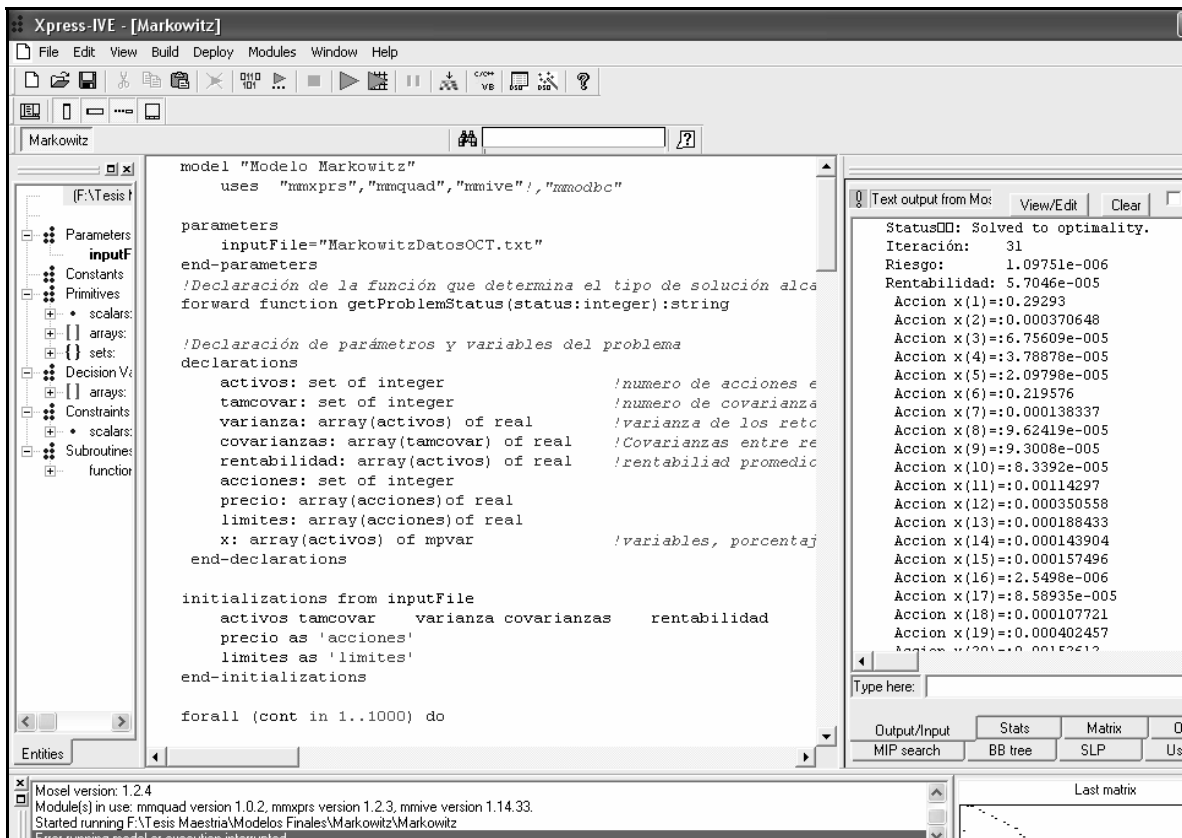 Xpress-IVE - [Markowitz]
File Edit View Build Deploy Modules Window Help
Markowitz
(F:\Tesis
Parameters
inputF
Constants
Primitives
scalars:
[ ] arrays:
{ } sets:
Decision Va
[ ] arrays:
Constraints
scalars:
Subroutines
function
Entities
model "Modelo Markowitz"
uses "mmxprs","mmquad","mmive"!,"mmodbc"
parameters
inputFile="MarkowitzDatosOCT.txt"
end-parameters
!Declaración de la función que determina el tipo de solución alca
forward function getProblemStatus(status:integer):string
!Declaración de parámetros y variables del problema
declarations
activos: set of integer !numero de acciones e
tamcovar: set of integer !numero de covarianza
varianza: array(activos) of real !varianza de los reto
covarianzas: array(tamcovar) of real !Covarianzas entre re
rentabilidad: array(activos) of real !rentabiliad promedio
acciones: set of integer
precio: array(acciones)of real
limites: array(acciones)of real
x: array(activos) of mpvar !variables, porcentaj
end-declarations
initializations from inputFile
activos tamcovar varianza covarianzas rentabilidad
precio as 'acciones'
limites as 'limites'
end-initializations
forall (cont in 1..1000) do
Text output from Mos View/Edit Clear
Status: Solved to optimality.
Iteración: 31
Riesgo: 1.09751e-006
Rentabilidad: 5.7046e-005
Accion x(1)=:0.29293
Accion x(2)=:0.000370648
Accion x(3)=:6.75609e-005
Accion x(4)=:3.78878e-005
Accion x(5)=:2.09798e-005
Accion x(6)=:0.219576
Accion x(7)=:0.000138337
Accion x(8)=:9.62419e-005
Accion x(9)=:9.3008e-005
Accion x(10)=:8.3392e-005
Accion x(11)=:0.00114297
Accion x(12)=:0.000350558
Accion x(13)=:0.000188433
Accion x(14)=:0.000143904
Accion x(15)=:0.000157496
Accion x(16)=:2.5498e-006
Accion x(17)=:8.58935e-005
Accion x(18)=:0.000107721
Accion x(19)=:0.000402457
Accion x(20)=:0.00152612
Type here:
Output/Input Stats Matrix O
MIP search BB tree SLP Us
Mosel version: 1.2.4
Module(s) in use: mmquad version 1.0.2, mmxprs version 1.2.3, mmive version 1.14.33.
Started running F:\Tesis Maestria\Modelos Finales\Markowitz\Markowitz
Error running model or execution interrupted
Last matrix